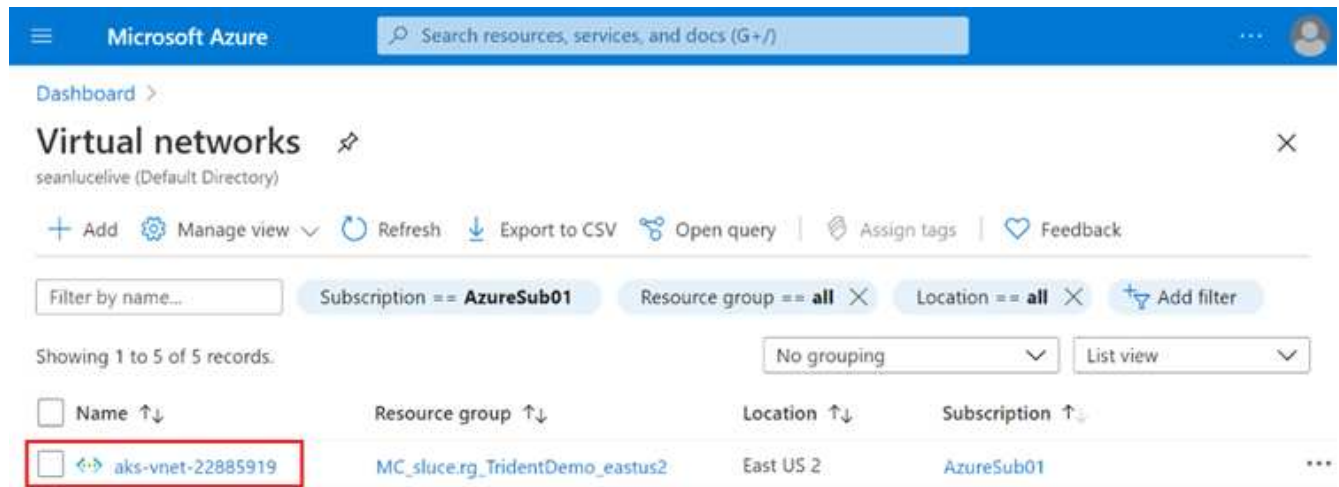 Microsoft Azure Search resources, services, and docs (G+/) ...
Dashboard >
Virtual networks
seanlucelive (Default Directory)
Add Manage view Refresh Export to CSV Open query Assign tags Feedback
Filter by name... Subscription == AzureSub01 Resource group == all Location == all Add filter
Showing 1 to 5 of 5 records. No grouping List view
Name ↑↓ Resource group ↑↓ Location ↑↓ Subscription ↑↓
aks-vnet-22885919 MC_sluce.rg_TridentDemo_eastus2 East US 2 AzureSub01 ...